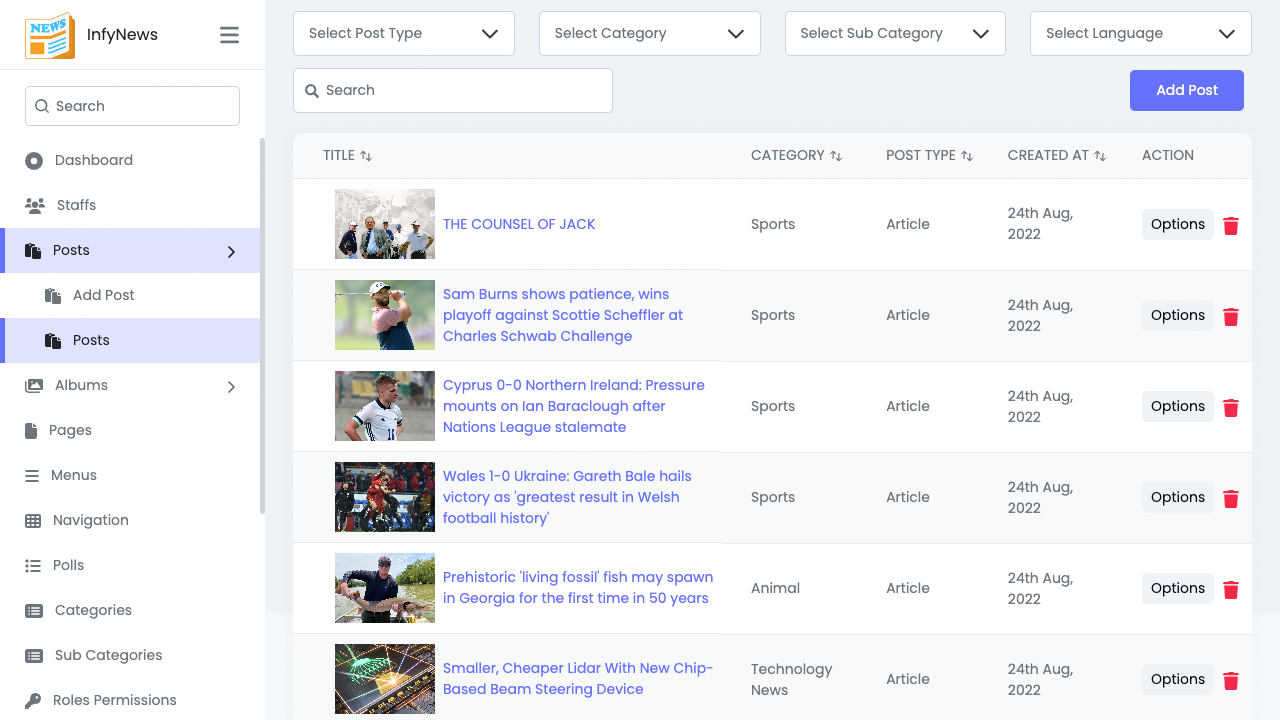 NEWS
InfyNews
Search
Dashboard
Staffs
Posts
Add Post
Posts
Albums
Pages
Menus
Navigation
Polls
Categories
Sub Categories
Roles Permissions
Select Post Type
Select Category
Select Sub Category
Select Language
Search
Add Post
TITLE
CATEGORY
POST TYPE
CREATED AT
ACTION
THE COUNSEL OF JACK
Sports
Article
24th Aug,
2022
Options
Sam Burns shows patience, wins
playoff against Scottie Scheffler at
Charles Schwab Challenge
Sports
Article
24th Aug,
2022
Options
Cyprus 0-0 Northern Ireland: Pressure
mounts on Ian Baraclough after
Nations League stalemate
Sports
Article
24th Aug,
2022
Options
Wales 1-0 Ukraine: Gareth Bale hails
victory as 'greatest result in Welsh
football history'
Sports
Article
24th Aug,
2022
Options
Prehistoric 'living fossil' fish may spawn
in Georgia for the first time in 50 years
Animal
Article
24th Aug,
2022
Options
Smaller, Cheaper Lidar With New Chip-
Based Beam Steering Device
Technology
News
Article
24th Aug,
2022
Options